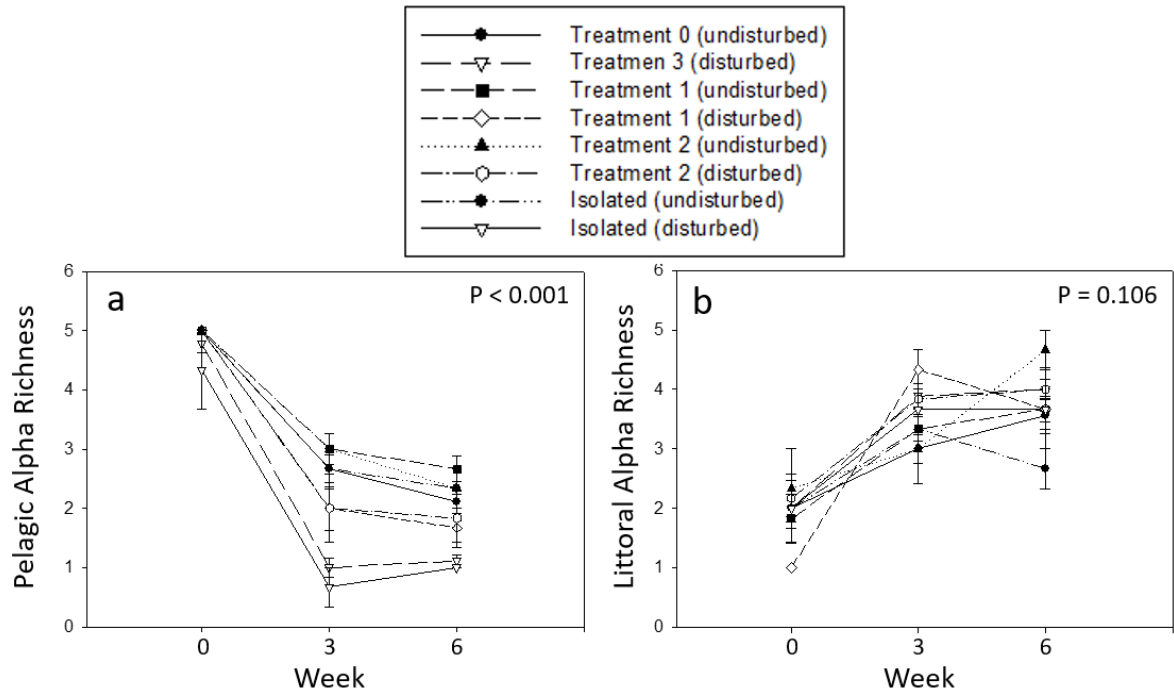 Treatment 0 (undisturbed)
Treatmen 3 (disturbed)
Treatment 1 (undisturbed)
Treatment 1 (disturbed)
Treatment 2 (undisturbed)
Treatment 2 (disturbed)
Isolated (undisturbed)
Isolated (disturbed)
a
P < 0.001
Pelagic Alpha Richness
6
5
4
3
2
1
0
0 3 6
Week
b
P = 0.106
Littoral Alpha Richness
6
5
4
3
2
1
0
0 3 6
Week